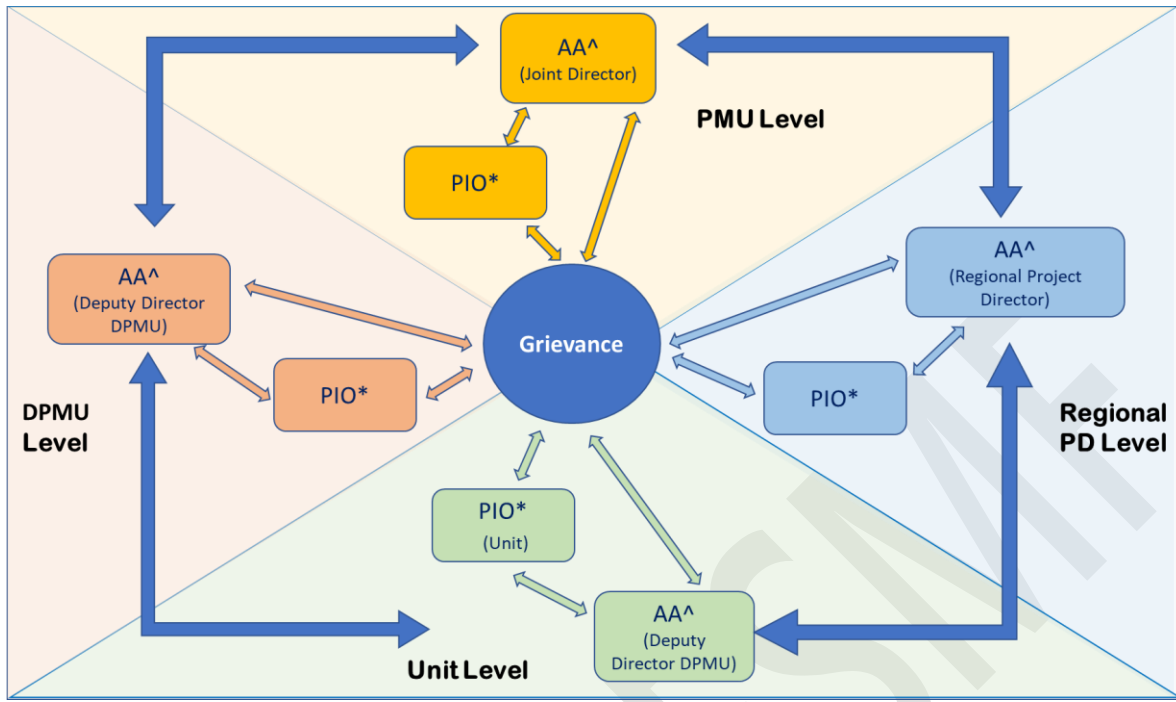 AA^
(Joint Director)
PMU Level
PIO*
AA^
(Deputy Director
DPMU)
AA^
(Regional Project
Director)
Grievance
PIO*
PIO*
DPMU
Level
Regional
PD Level
PIO*
(Unit)
AA^
(Deputy
Director DPMU)
Unit Level